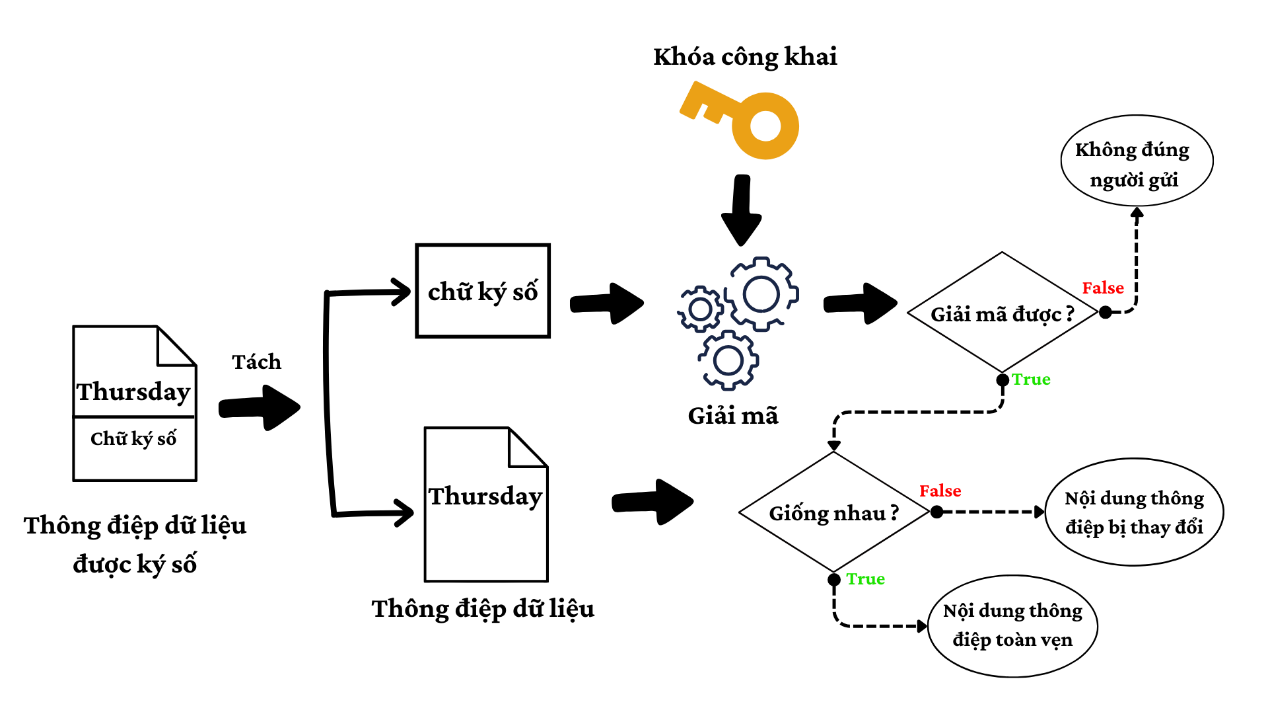 Khóa công khai
Không đúng
người gửi
chữ ký số
False
Giải mã được ?
Tách
True
Thursday
Chữ ký số
Giải mã
Thursday
False
Giống nhau ?
Nội dung thông
điệp bị thay đổi
Thông điệp dữ liệu
được ký số
True
Thông điệp dữ liệu
Nội dung thông
điệp toàn vẹn